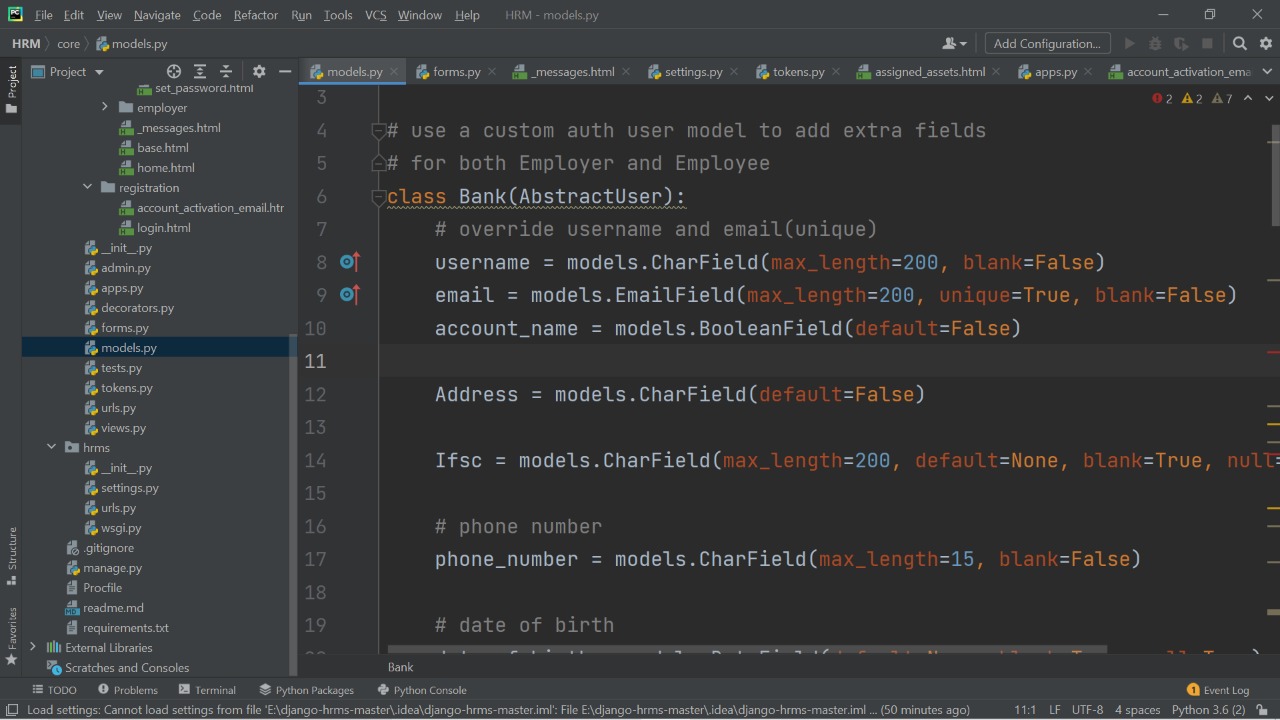 File Edit View Navigate Code Refactor Run Tools VCS Window Help HRM - models.py
HRM core models.py Add Configuration...
Project
models.py forms.py _messages.html settings.py tokens.py assigned_assets.html apps.py account_activation_ema
Project
set_password.html
employer
_messages.html
base.html
home.html
registration
account_activation_email.htr
login.html
__init__.py
admin.py
apps.py
decorators.py
forms.py
models.py
tests.py
tokens.py
urls.py
views.py
hrms
__init__.py
settings.py
urls.py
wsgi.py
.gitignore
manage.py
Procfile
readme.md
requirements.txt
External Libraries
Scratches and Consoles
Structure
Favorites
2 2 7
3
4 # use a custom auth user model to add extra fields
5 # for both Employer and Employee
6 class Bank(AbstractUser):
7 # override username and email(unique)
8 username = models.CharField(max_length=200, blank=False)
9 email = models.EmailField(max_length=200, unique=True, blank=False)
10 account_name = models.BooleanField(default=False)
11
12 Address = models.CharField(default=False)
13
14 Ifsc = models.CharField(max_length=200, default=None, blank=True, null=
15
16 # phone number
17 phone_number = models.CharField(max_length=15, blank=False)
18
19 # date of birth
Bank
TODO Problems Terminal Python Packages Python Console 1 Event Log
Load settings: Cannot load settings from file 'E:\django-hrms-master\.idea\django-hrms-master.iml': File E:\django-hrms-master\.idea\django-hrms-master.iml ... (50 minutes ago) 11:1 LF UTF-8 4 spaces Python 3.6 (2)